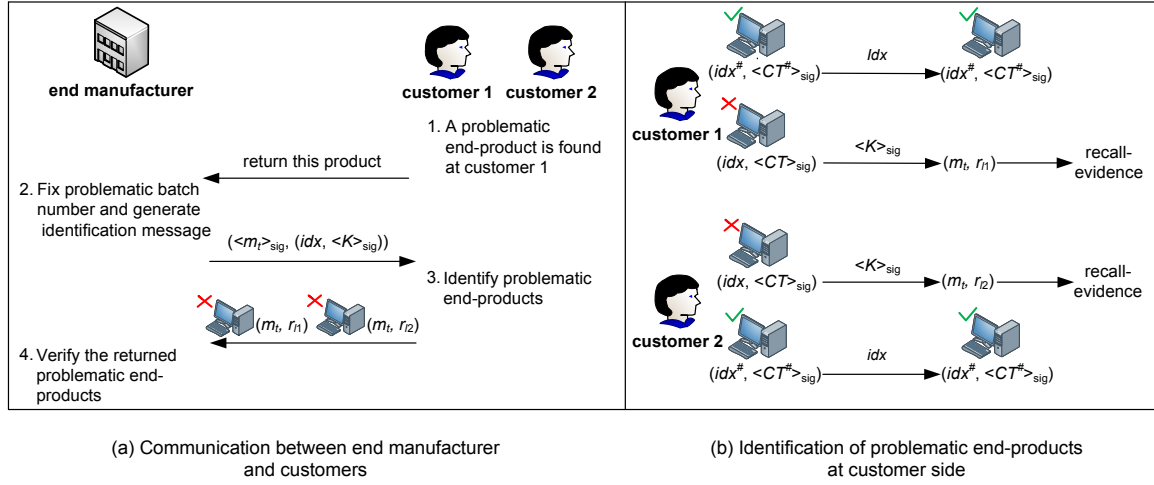 end manufacturer
customer 1
customer 2
1. A problematic
end-product is found
at customer 1
return this product
2. Fix problematic batch
number and generate
identification message
(<m_t>_sig, (idx, <K>_sig))
3. Identify problematic
end-products
(m_t, r_l1)
(m_t, r_l2)
4. Verify the returned
problematic end-
products
(a) Communication between end manufacturer
and customers
(idx^#, <CT^#>_sig)
Idx
(idx^#, <CT^#>_sig)
customer 1
(idx, <CT>_sig)
<K>_sig
(m_t, r_l1)
recall-
evidence
(idx, <CT>_sig)
<K>_sig
(m_t, r_l2)
recall-
evidence
customer 2
(idx^#, <CT^#>_sig)
idx
(idx^#, <CT^#>_sig)
(b) Identification of problematic end-products
at customer side